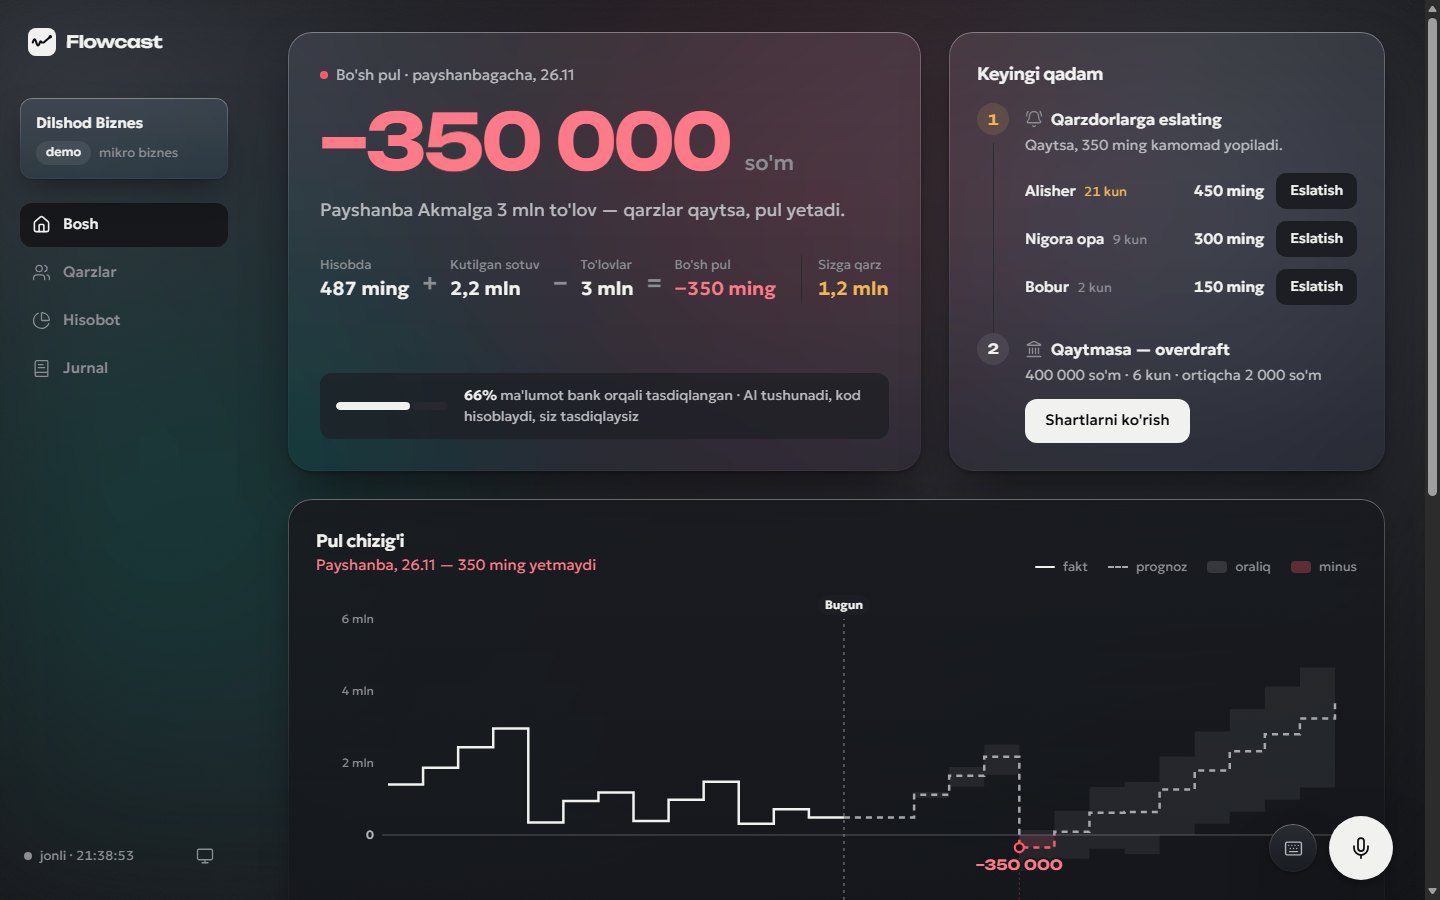 Flowcast
Dilshod Biznes
demo mikro biznes
Bosh
Qarzlar
Hisobot
Jurnal
jonli · 21:38:53
Bo'sh pul · payshanbagacha, 26.11
−350 000 so'm
Payshanba Akmalga 3 mln to'lov — qarzlar qaytsa, pul yetadi.
Hisobda Kutilgan sotuv To'lovlar Bo'sh pul Sizga qarz
487 ming + 2,2 mln − 3 mln = −350 ming 1,2 mln
66% ma'lumot bank orqali tasdiqlangan · AI tushunadi, kod
hisoblaydi, siz tasdiqlaysiz
Keyingi qadam
1 Qarzdorlarga eslating
Qaytsa, 350 ming kamomad yopiladi.
Alisher 21 kun 450 ming Eslatish
Nigora opa 9 kun 300 ming Eslatish
Bobur 2 kun 150 ming Eslatish
2 Qaytmasa — overdraft
400 000 so'm · 6 kun · ortiqcha 2 000 so'm
Shartlarni ko'rish
Pul chizig'i
Payshanba, 26.11 — 350 ming yetmaydi
fakt prognoz oraliq minus
Bugun
6 mln
4 mln
2 mln
0
−350 000